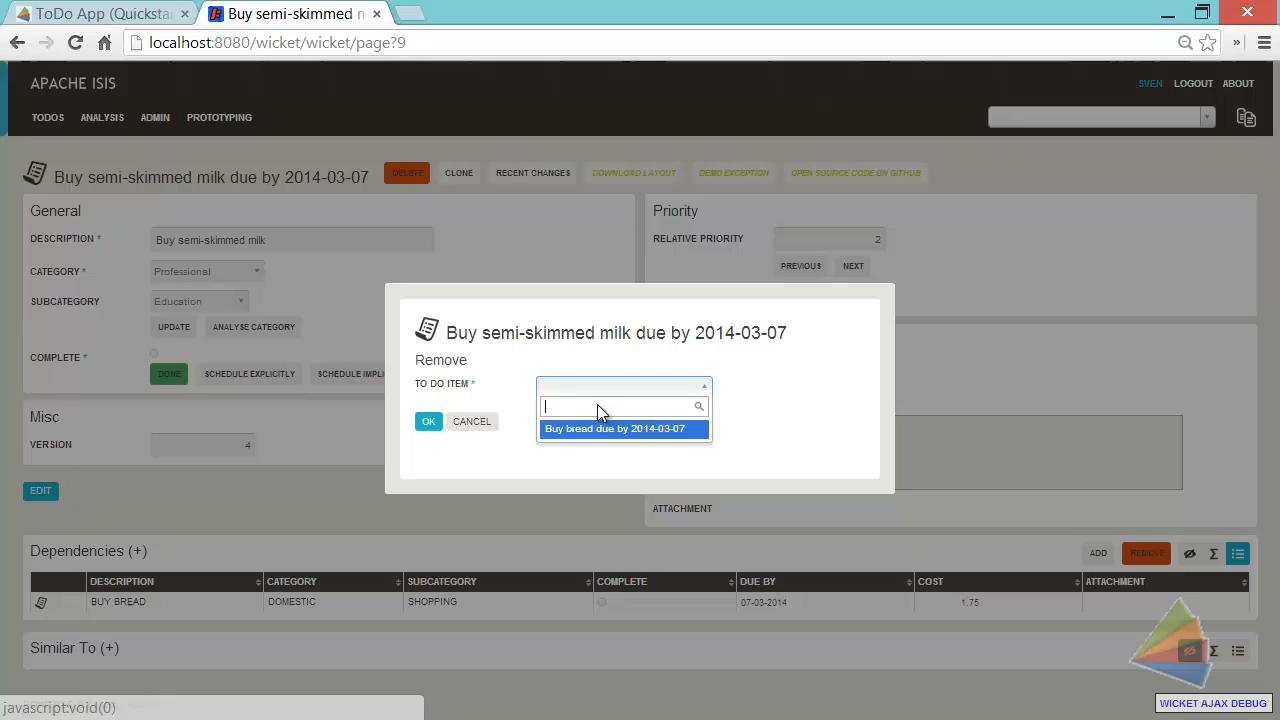 ToDo App (Quickstar
Buy semi-skimmed m
localhost:8080/wicket/wicket/page?9
APACHE ISIS
SVEN LOGOUT ABOUT
TODOS ANALYSIS ADMIN PROTOTYPING
Buy semi-skimmed milk due by 2014-03-07
DELETE CLONE RECENT CHANGES DOWNLOAD LAYOUT DEMO EXCEPTION OPEN SOURCE CODE ON GITHUB
General
DESCRIPTION * Buy semi-skimmed milk
CATEGORY * Professional
SUBCATEGORY Education
UPDATE ANALYSE CATEGORY
COMPLETE *
DONE SCHEDULE EXPLICITLY SCHEDULE IMPLI
Misc
VERSION 4
EDIT
Priority
RELATIVE PRIORITY 2
PREVIOUS NEXT
ATTACHMENT
Buy semi-skimmed milk due by 2014-03-07
Remove
TO DO ITEM *
Buy bread due by 2014-03-07
OK CANCEL
Dependencies (+)
ADD REMOVE Σ
DESCRIPTION CATEGORY SUBCATEGORY COMPLETE DUE BY COST ATTACHMENT
BUY BREAD DOMESTIC SHOPPING 07-03-2014 1.75
Similar To (+)
Σ
javascript:void(0)
WICKET AJAX DEBUG